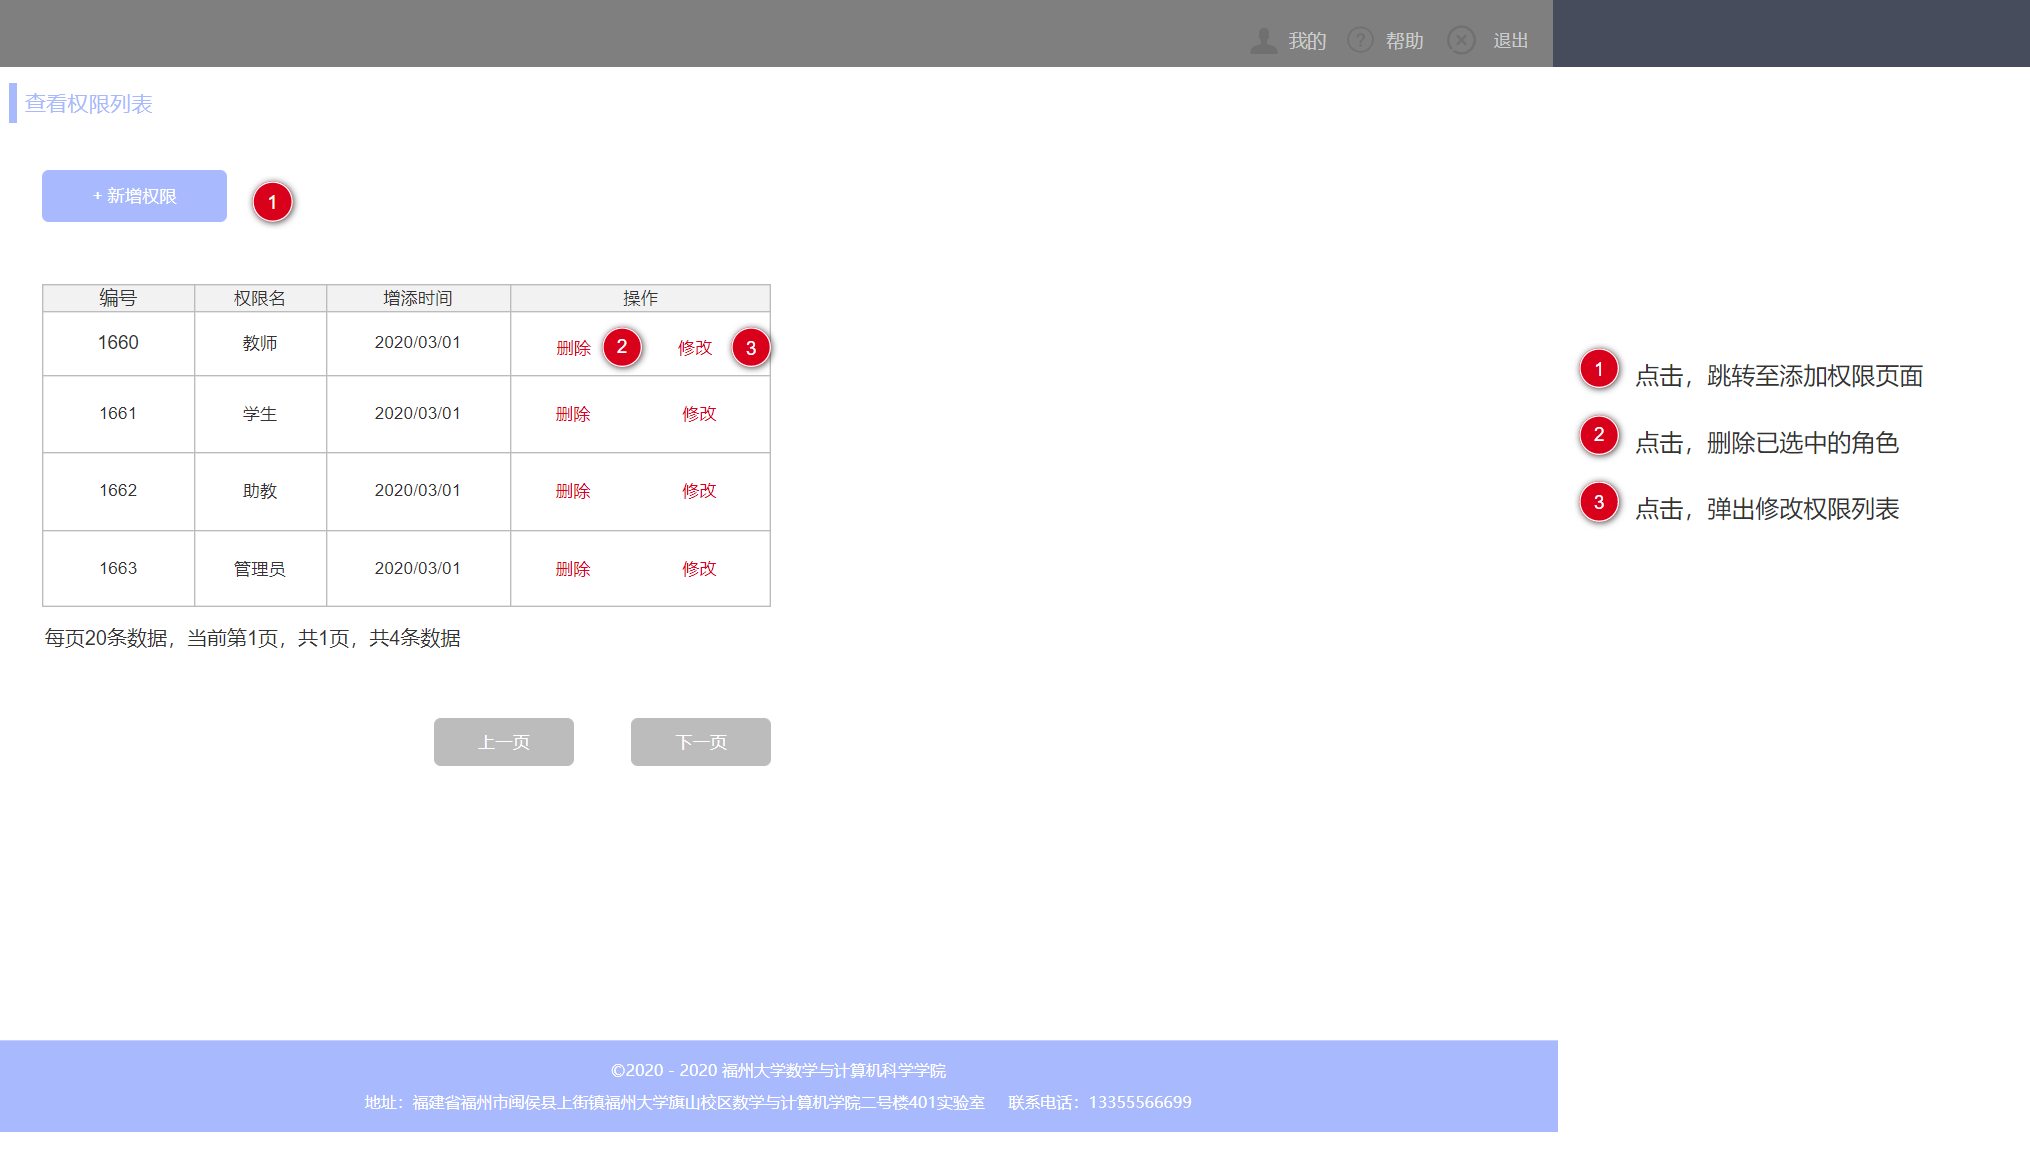 我的 ? 帮助 退出
查看权限列表
+ 新增权限 1
编号 权限名 增添时间 操作
1660 教师 2020/03/01 删除 2 修改 3
1661 学生 2020/03/01 删除 修改
1662 助教 2020/03/01 删除 修改
1663 管理员 2020/03/01 删除 修改
每页20条数据，当前第1页，共1页，共4条数据
上一页 下一页
1 点击，跳转至添加权限页面
2 点击，删除已选中的角色
3 点击，弹出修改权限列表
©2020 - 2020 福州大学数学与计算机科学学院
地址：福建省福州市闽侯县上街镇福州大学旗山校区数学与计算机学院二号楼401实验室 联系电话：13355566699